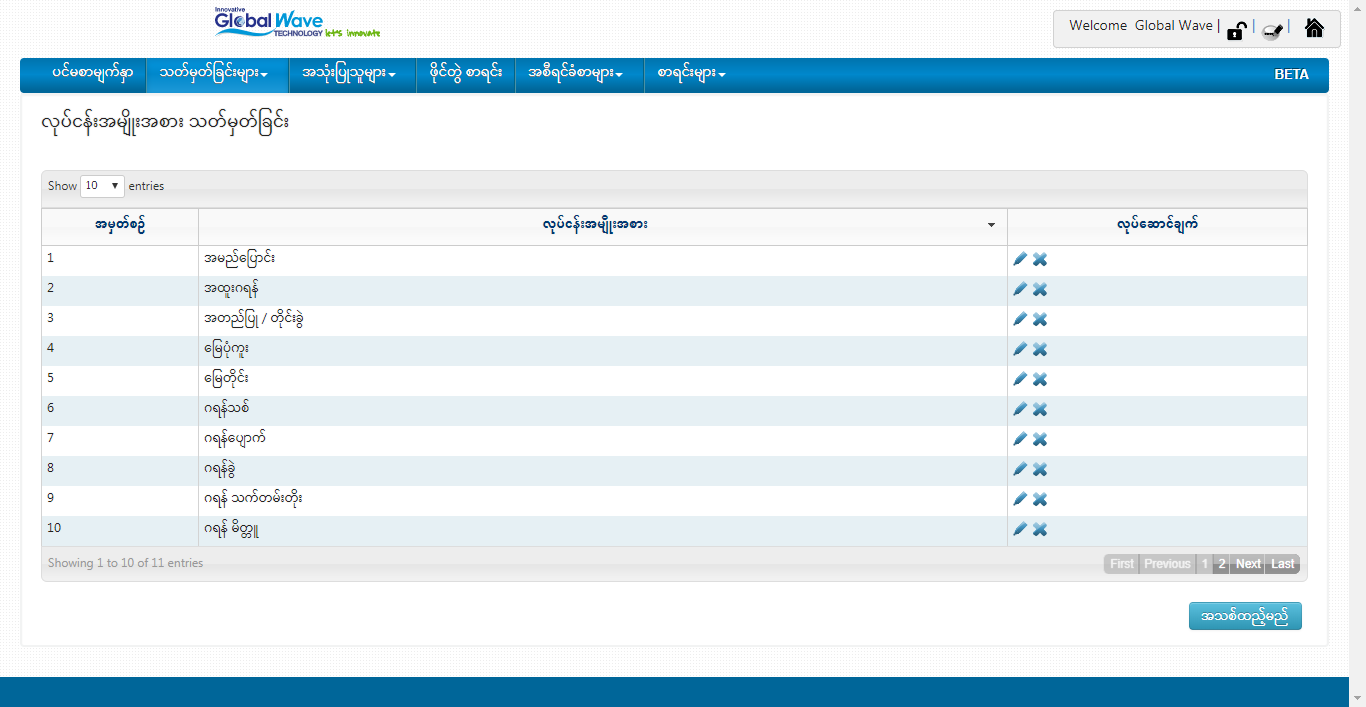 Innovative
Global Wave
TECHNOLOGY let's innovate
Welcome Global Wave | | |
ပင်မစာမျက်နှာ သတ်မှတ်ခြင်းများ အသုံးပြုသူများ ဖိုင်တွဲ စာရင်း အစီရင်ခံစာများ စာရင်းများ BETA
လုပ်ငန်းအမျိုးအစား သတ်မှတ်ခြင်း
Show 10 entries
အမှတ်စဉ် လုပ်ငန်းအမျိုးအစား လုပ်ဆောင်ချက်
1 အမည်ပြောင်း
2 အထူးဂရန်
3 အတည်ပြု / တိုင်းခွဲ
4 မြေပုံကူး
5 မြေတိုင်း
6 ဂရန်သစ်
7 ဂရန်ပျောက်
8 ဂရန်ခွဲ
9 ဂရန် သက်တမ်းတိုး
10 ဂရန် မိတ္တူ
Showing 1 to 10 of 11 entries First Previous 1 2 Next Last
အသစ်ထည့်မည်